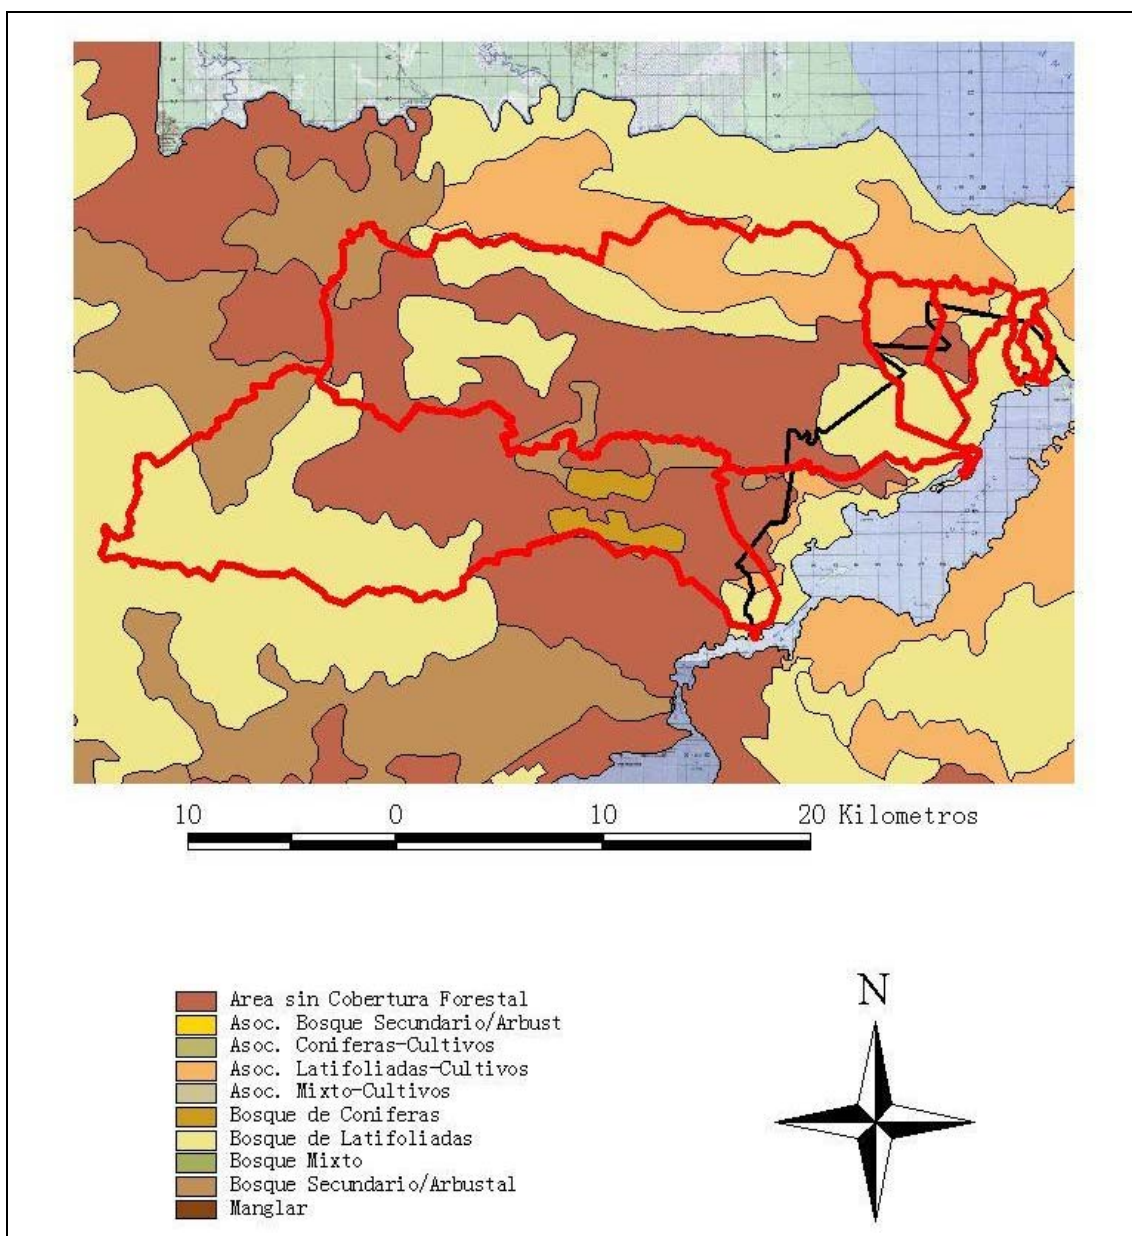 10 0 10 20 Kilometros
Area sin Cobertura Forestal
Asoc. Bosque Secundario/Arbust
Asoc. Coniferas-Cultivos
Asoc. Latifoliadas-Cultivos
Asoc. Mixto-Cultivos
Bosque de Coniferas
Bosque de Latifoliadas
Bosque Mixto
Bosque Secundario/Arbustal
Manglar
N